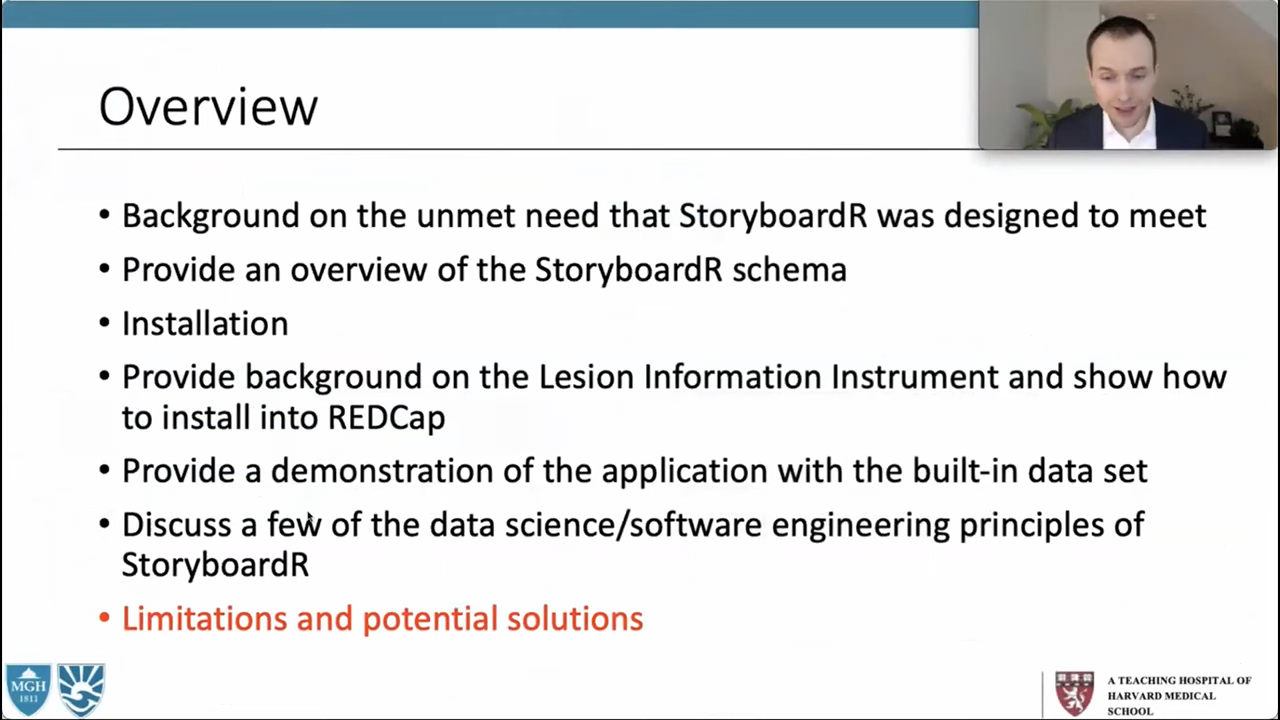 Overview
• Background on the unmet need that StoryboardR was designed to meet
• Provide an overview of the StoryboardR schema
• Installation
• Provide background on the Lesion Information Instrument and show how
to install into REDCap
• Provide a demonstration of the application with the built-in data set
• Discuss a few of the data science/software engineering principles of
StoryboardR
• Limitations and potential solutions
MGH
1811
A TEACHING HOSPITAL OF
HARVARD MEDICAL
SCHOOL